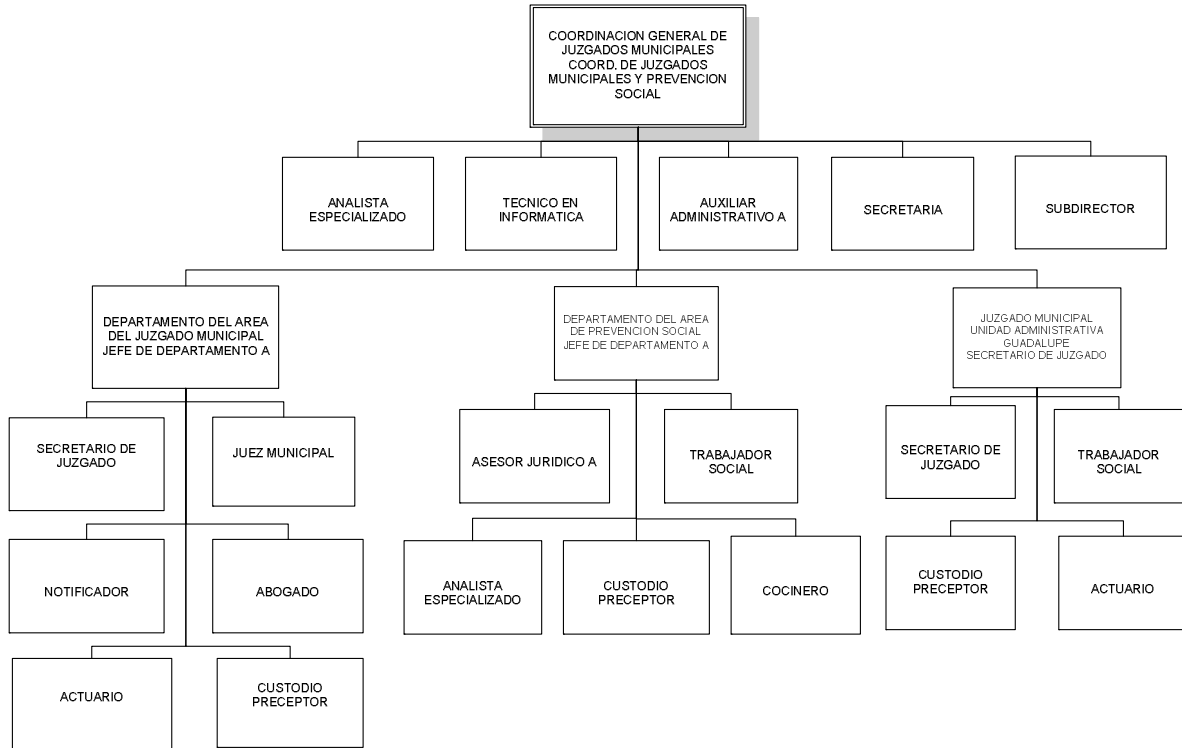 COORDINACION GENERAL DE
JUZGADOS MUNICIPALES
COORD. DE JUZGADOS
MUNICIPALES Y PREVENCION
SOCIAL
ANALISTA
ESPECIALIZADO
TECNICO EN
INFORMATICA
AUXILIAR
ADMINISTRATIVO A
SECRETARIA
SUBDIRECTOR
DEPARTAMENTO DEL AREA
DEL JUZGADO MUNICIPAL
JEFE DE DEPARTAMENTO A
DEPARTAMENTO DEL AREA
DE PREVENCION SOCIAL
JEFE DE DEPARTAMENTO A
JUZGADO MUNICIPAL
UNIDAD ADMINISTRATIVA
GUADALUPE
SECRETARIO DE JUZGADO
SECRETARIO DE
JUZGADO
JUEZ MUNICIPAL
ASESOR JURIDICO A
TRABAJADOR
SOCIAL
SECRETARIO DE
JUZGADO
TRABAJADOR
SOCIAL
NOTIFICADOR
ABOGADO
ANALISTA
ESPECIALIZADO
CUSTODIO
PRECEPTOR
COCINERO
CUSTODIO
PRECEPTOR
ACTUARIO
ACTUARIO
CUSTODIO
PRECEPTOR